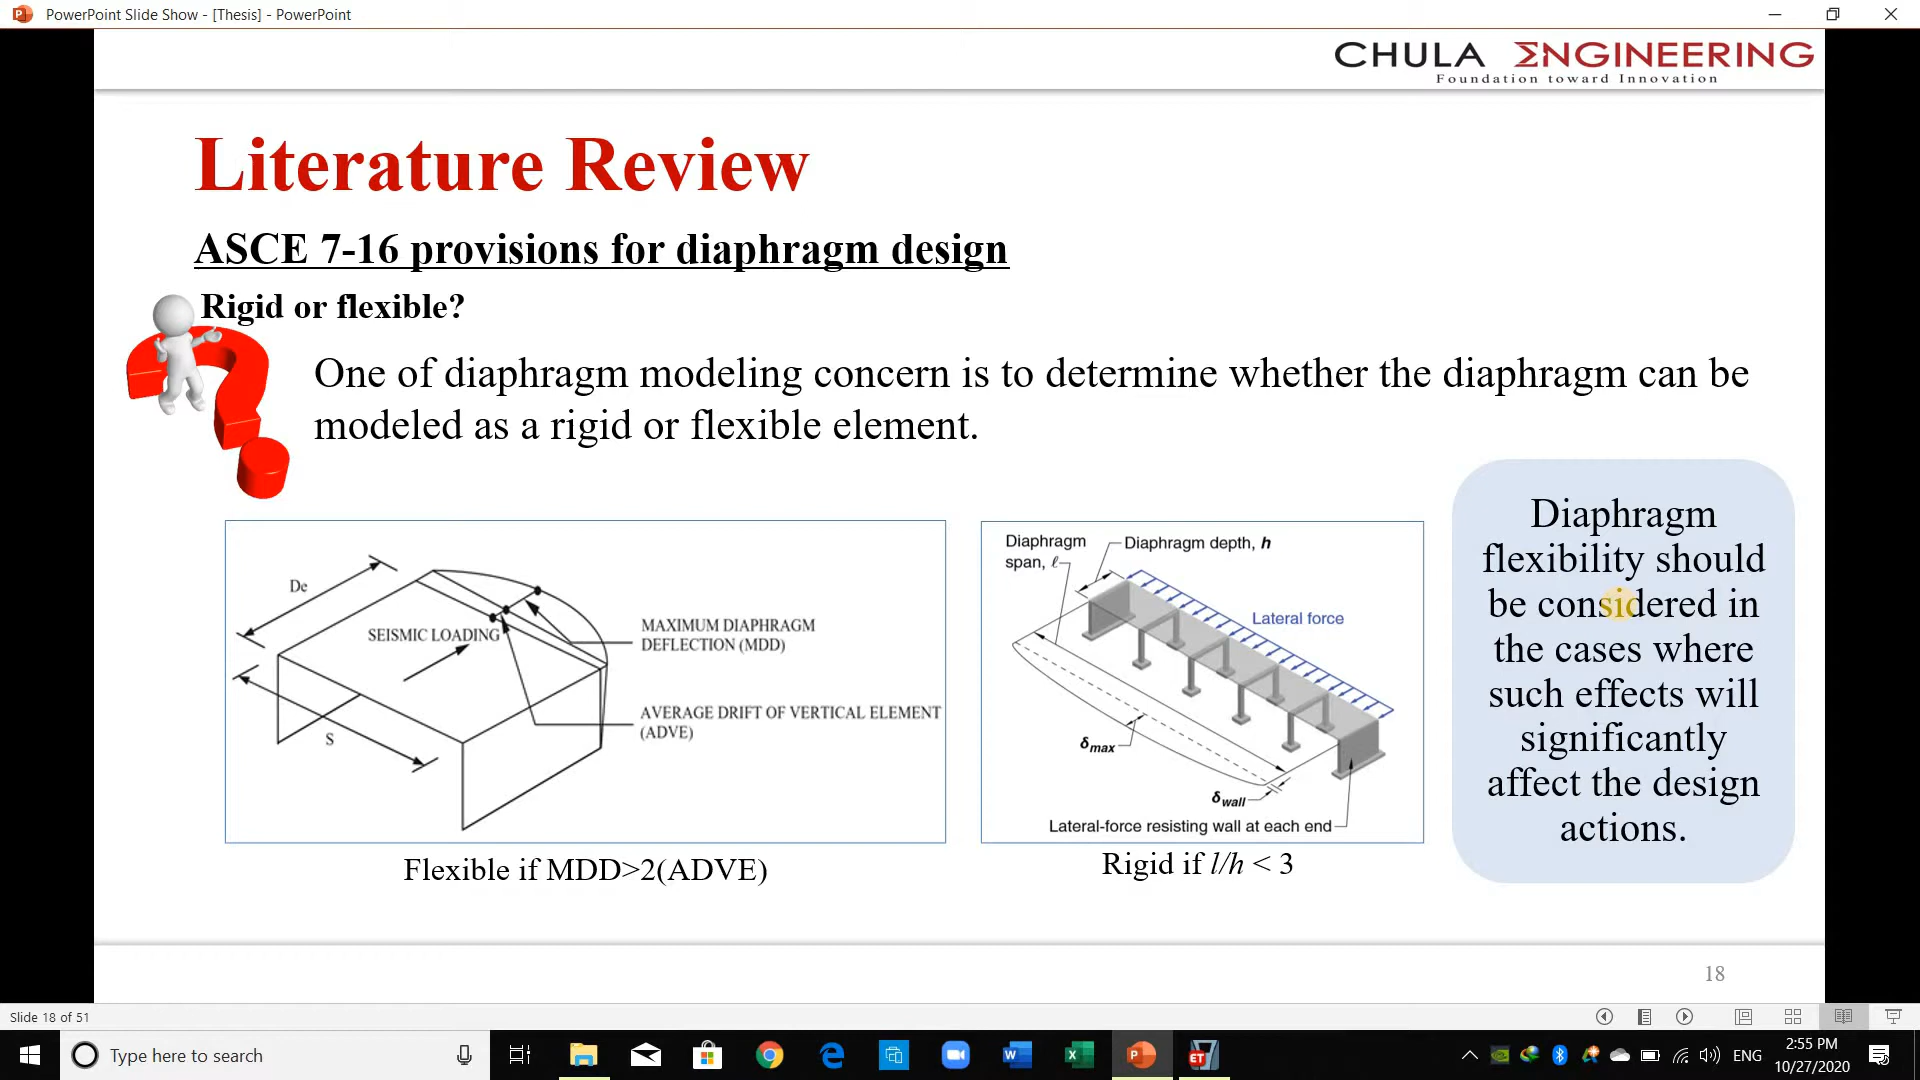 PowerPoint Slide Show - [Thesis] - PowerPoint
CHULA ΣNGINEERING
Foundation toward Innovation
Literature Review
ASCE 7-16 provisions for diaphragm design
Rigid or flexible?
One of diaphragm modeling concern is to determine whether the diaphragm can be
modeled as a rigid or flexible element.
De
SEISMIC LOADING
S
MAXIMUM DIAPHRAGM
DEFLECTION (MDD)
AVERAGE DRIFT OF VERTICAL ELEMENT
(ADVE)
Flexible if MDD>2(ADVE)
Diaphragm
span, ℓ
Diaphragm depth, h
Lateral force
δmax
δwall
Lateral-force resisting wall at each end
Rigid if l/h < 3
Diaphragm
flexibility should
be considered in
the cases where
such effects will
significantly
affect the design
actions.
18
Slide 18 of 51
Type here to search
ENG
2:55 PM
10/27/2020